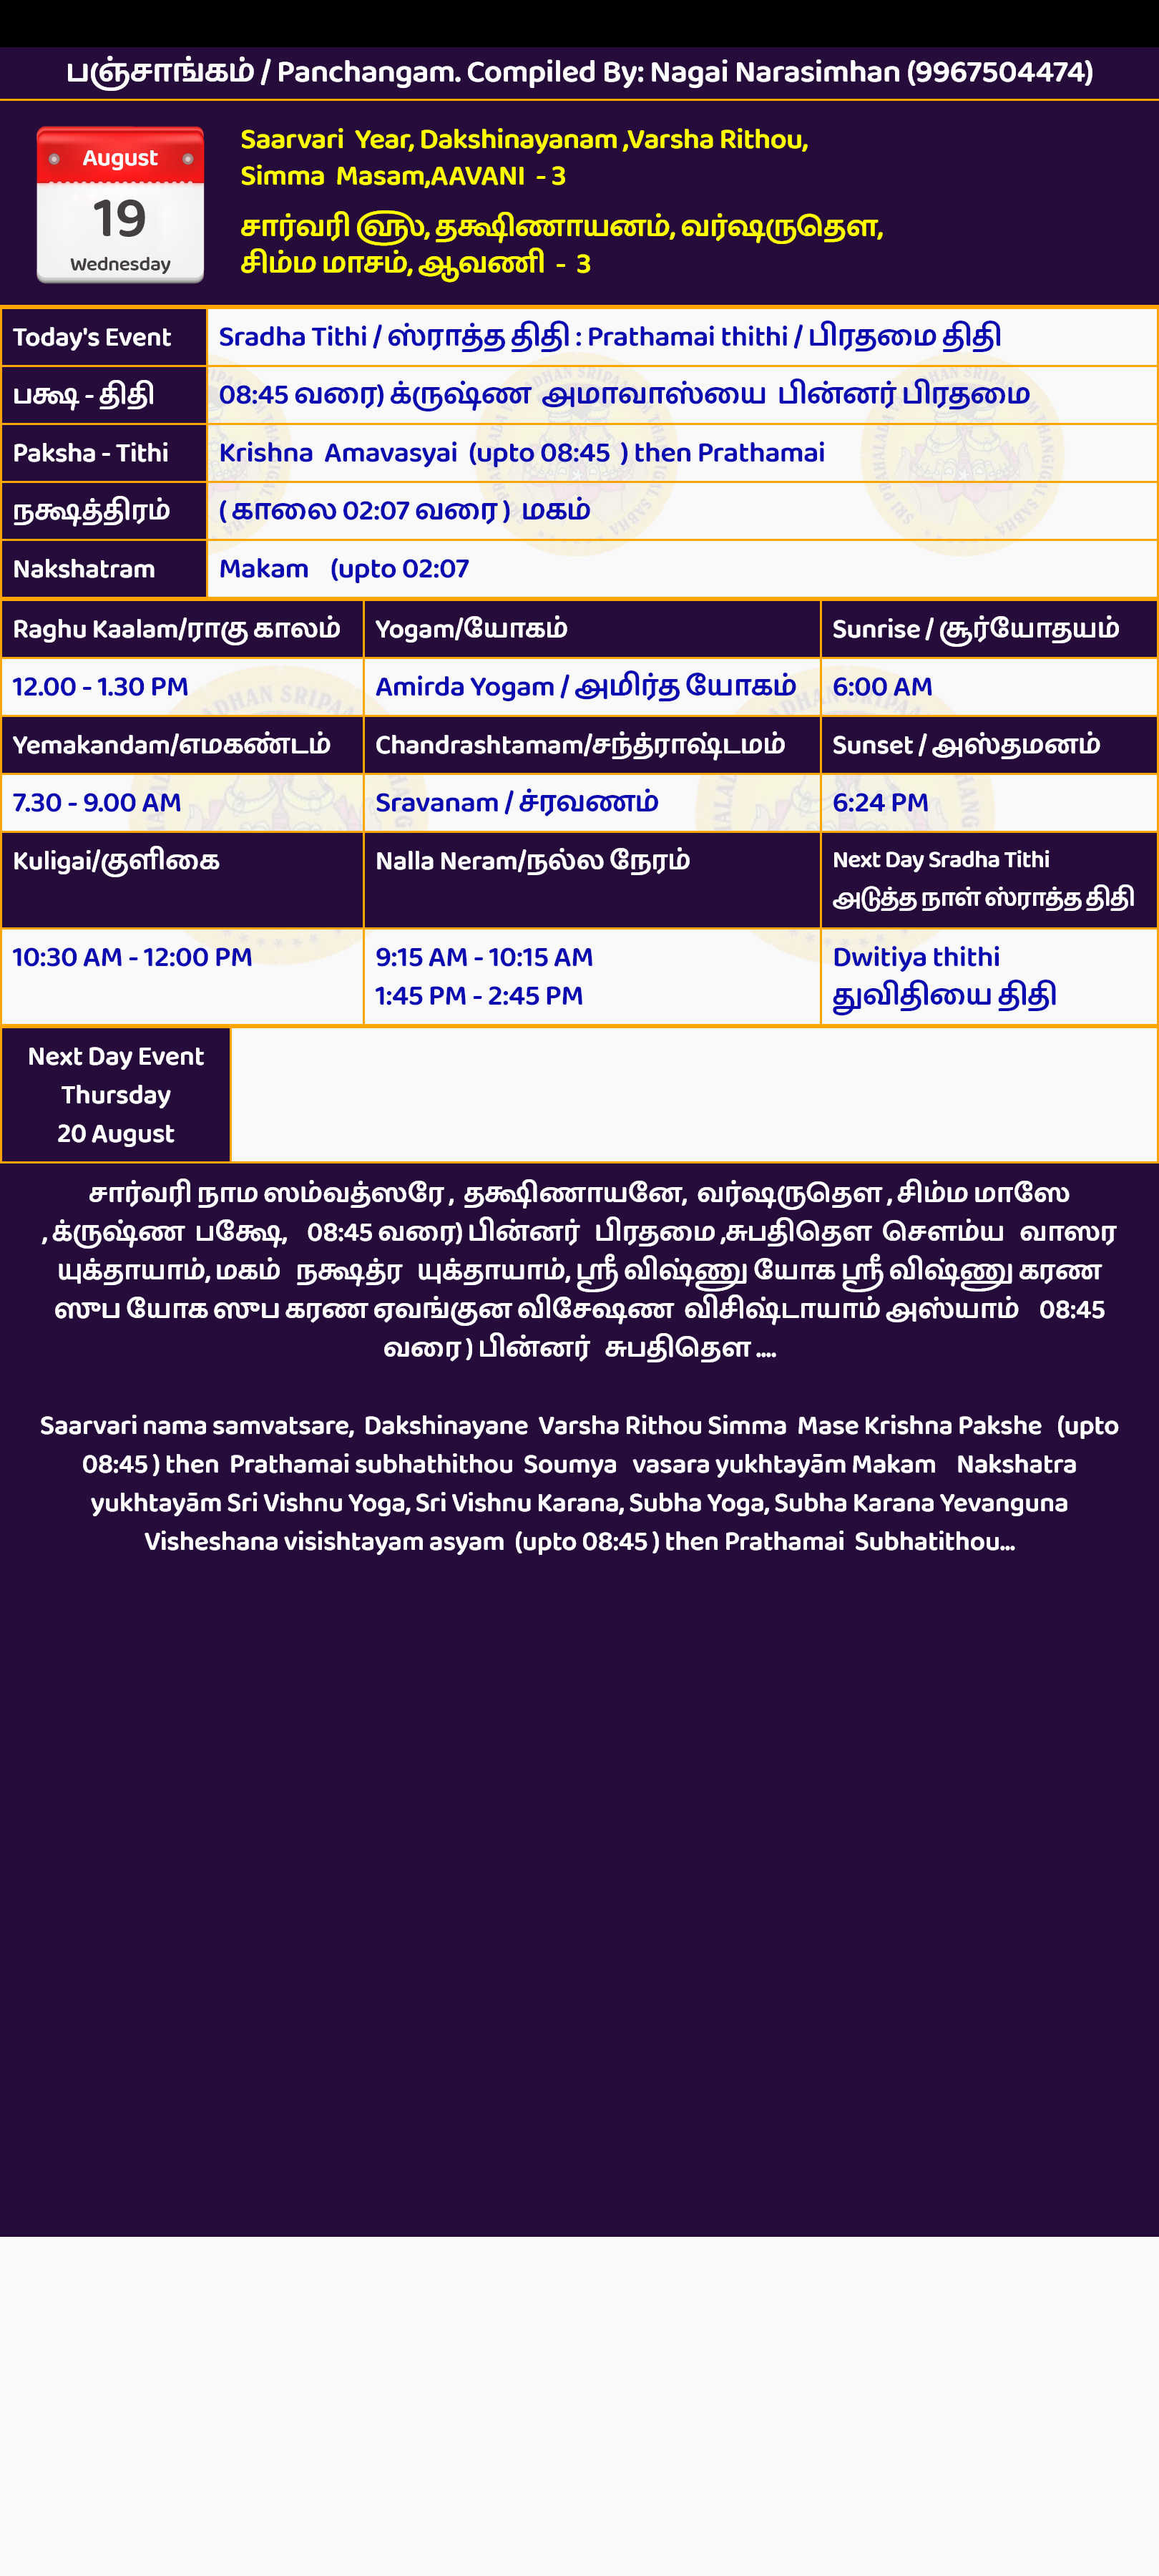 பஞ்சாங்கம் / Panchangam. Compiled By: Nagai Narasimhan (9967504474)
August
19
Wednesday
Saarvari Year, Dakshinayanam ,Varsha Rithou,
Simma Masam,AAVANI - 3
சார்வரி ௵, தக்ஷிணாயனம், வர்ஷருதௌ,
சிம்ம மாசம், ஆவணி - 3
Today's Event
Sradha Tithi / ஸ்ராத்த திதி : Prathamai thithi / பிரதமை திதி
பக்ஷ - திதி
08:45 வரை) க்ருஷ்ண அமாவாஸ்யை பின்னர் பிரதமை
Paksha - Tithi
Krishna Amavasyai (upto 08:45 ) then Prathamai
நக்ஷத்திரம்
( காலை 02:07 வரை ) மகம்
Nakshatram
Makam (upto 02:07
Raghu Kaalam/ராகு காலம்
Yogam/யோகம்
Sunrise / சூர்யோதயம்
12.00 - 1.30 PM
Amirda Yogam / அமிர்த யோகம்
6:00 AM
Yemakandam/எமகண்டம்
Chandrashtamam/சந்த்ராஷ்டமம்
Sunset / அஸ்தமனம்
7.30 - 9.00 AM
Sravanam / ச்ரவணம்
6:24 PM
Kuligai/குளிகை
Nalla Neram/நல்ல நேரம்
Next Day Sradha Tithi
அடுத்த நாள் ஸ்ராத்த திதி
10:30 AM - 12:00 PM
9:15 AM - 10:15 AM
1:45 PM - 2:45 PM
Dwitiya thithi
துவிதியை திதி
Next Day Event
Thursday
20 August
சார்வரி நாம ஸம்வத்ஸரே , தக்ஷிணாயனே, வர்ஷருதௌ , சிம்ம மாஸே
, க்ருஷ்ண பக்ஷே, 08:45 வரை) பின்னர் பிரதமை ,சுபதிதௌ சௌம்ய வாஸர
யுக்தாயாம், மகம் நக்ஷத்ர யுக்தாயாம், ஸ்ரீ விஷ்ணு யோக ஸ்ரீ விஷ்ணு கரண
ஸுப யோக ஸுப கரண ஏவங்குன விசேஷண விசிஷ்டாயாம் அஸ்யாம் 08:45
வரை ) பின்னர் சுபதிதௌ ....
Saarvari nama samvatsare, Dakshinayane Varsha Rithou Simma Mase Krishna Pakshe (upto
08:45 ) then Prathamai subhathithou Soumya vasara yukhtayām Makam Nakshatra
yukhtayām Sri Vishnu Yoga, Sri Vishnu Karana, Subha Yoga, Subha Karana Yevanguna
Visheshana visishtayam asyam (upto 08:45 ) then Prathamai Subhatithou...